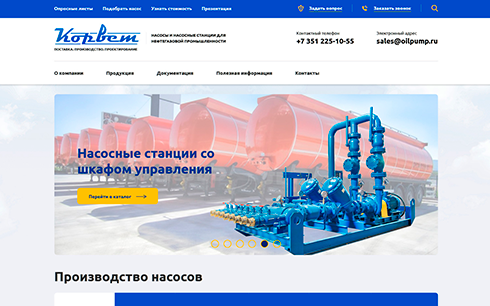 Опросные листы Подобрать насос Узнать стоимость Презентация Задать вопрос Заказать звонок
Корвет
ПОСТАВКА·ПРОИЗВОДСТВО·ПРОЕКТИРОВАНИЕ
НАСОСЫ И НАСОСНЫЕ СТАНЦИИ ДЛЯ
НЕФТЕГАЗОВОЙ ПРОМЫШЛЕННОСТИ
Контактный телефон
+7 351 225-10-55
Электронный адрес
sales@oilpump.ru
О компании Продукция Документация Полезная информация Контакты
Насосные станции со
шкафом управления
Перейти в каталог
Производство насосов